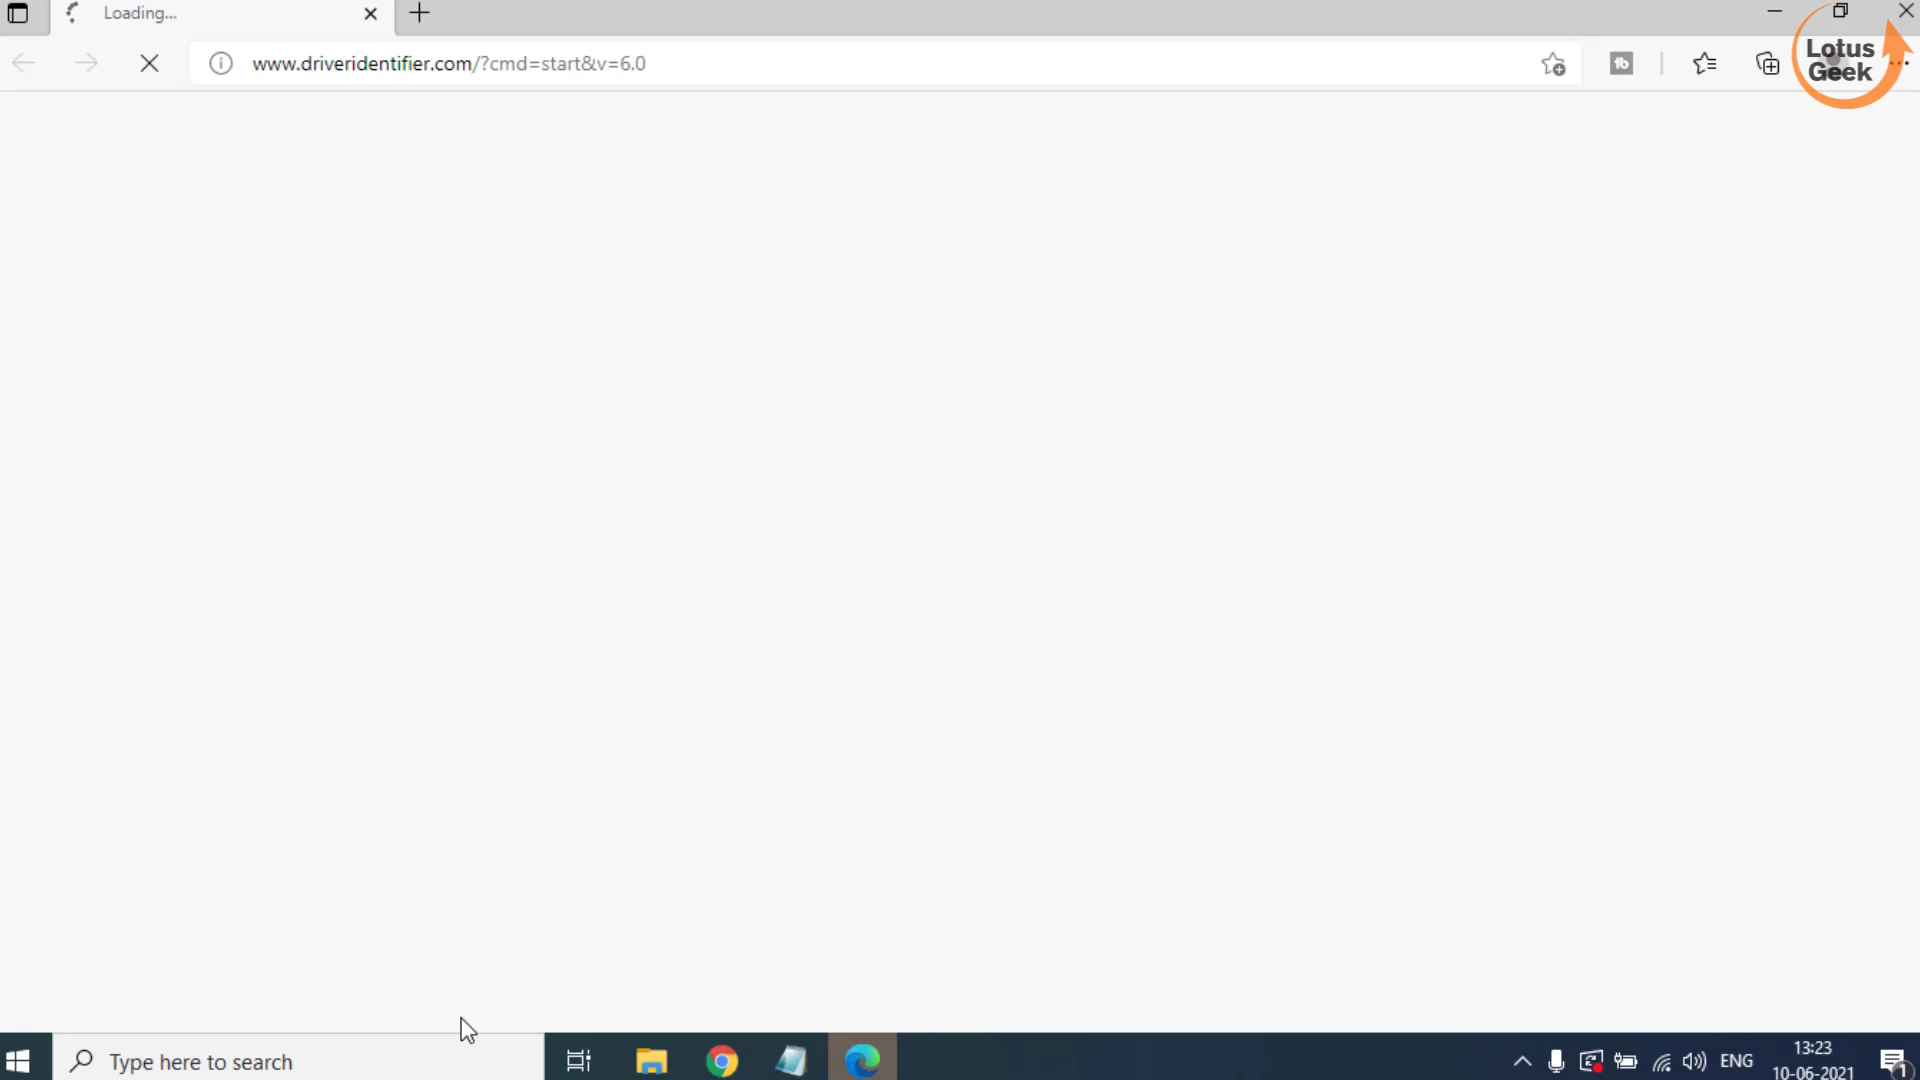 Loading...
www.driveridentifier.com/?cmd=start&v=6.0
Lotus
Geek
Type here to search
ENG
13:23
10-06-2021
1